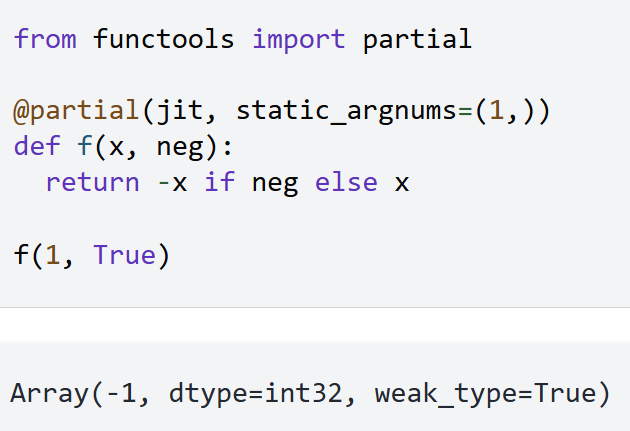 from functools import partial
@partial(jit, static_argnums=(1,))
def f(x, neg):
  return -x if neg else x
f(1, True)
Array(-1, dtype=int32, weak_type=True)